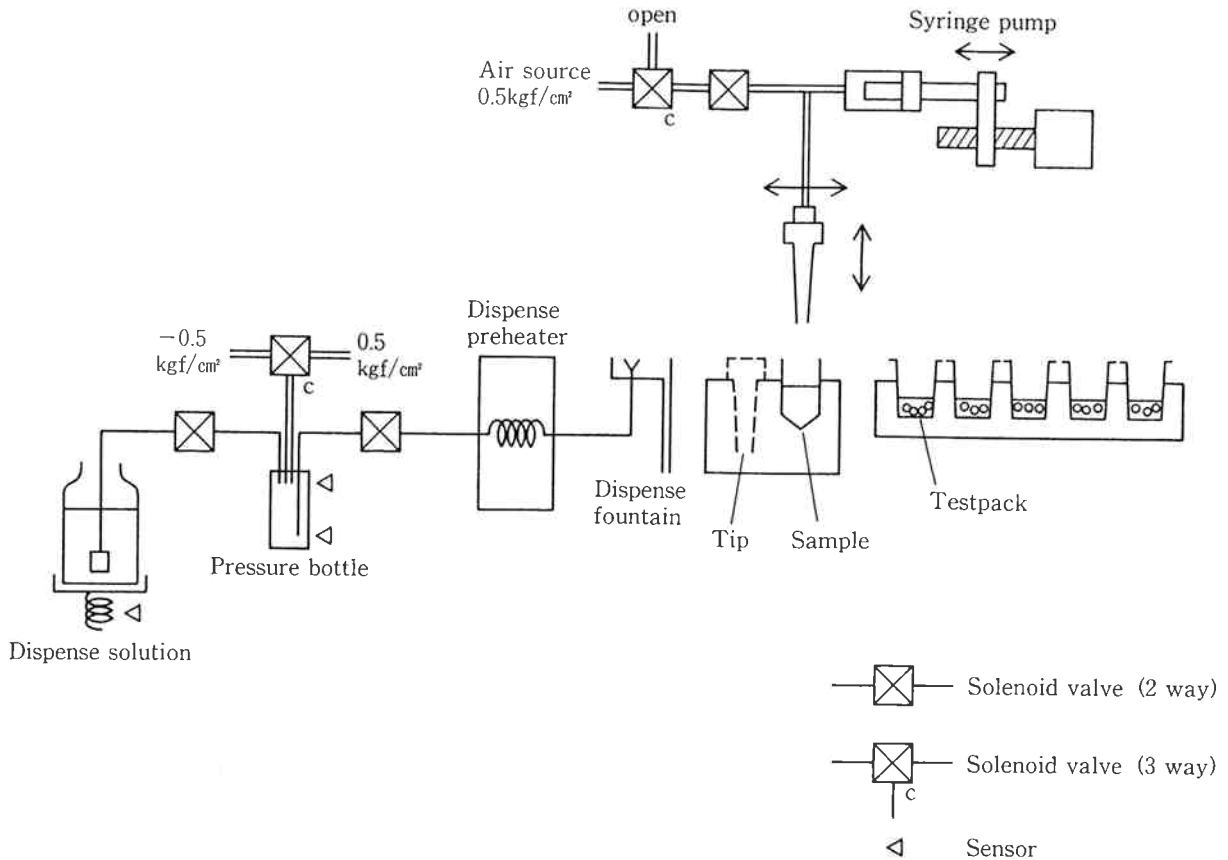 open
Syringe pump
Air source
0.5kgf/cm²
c
Dispense
preheater
−0.5
kgf/cm²
0.5
kgf/cm²
c
Dispense
fountain
Tip
Sample
Testpack
Pressure bottle
Dispense solution
Solenoid valve (2 way)
Solenoid valve (3 way)
c
Sensor